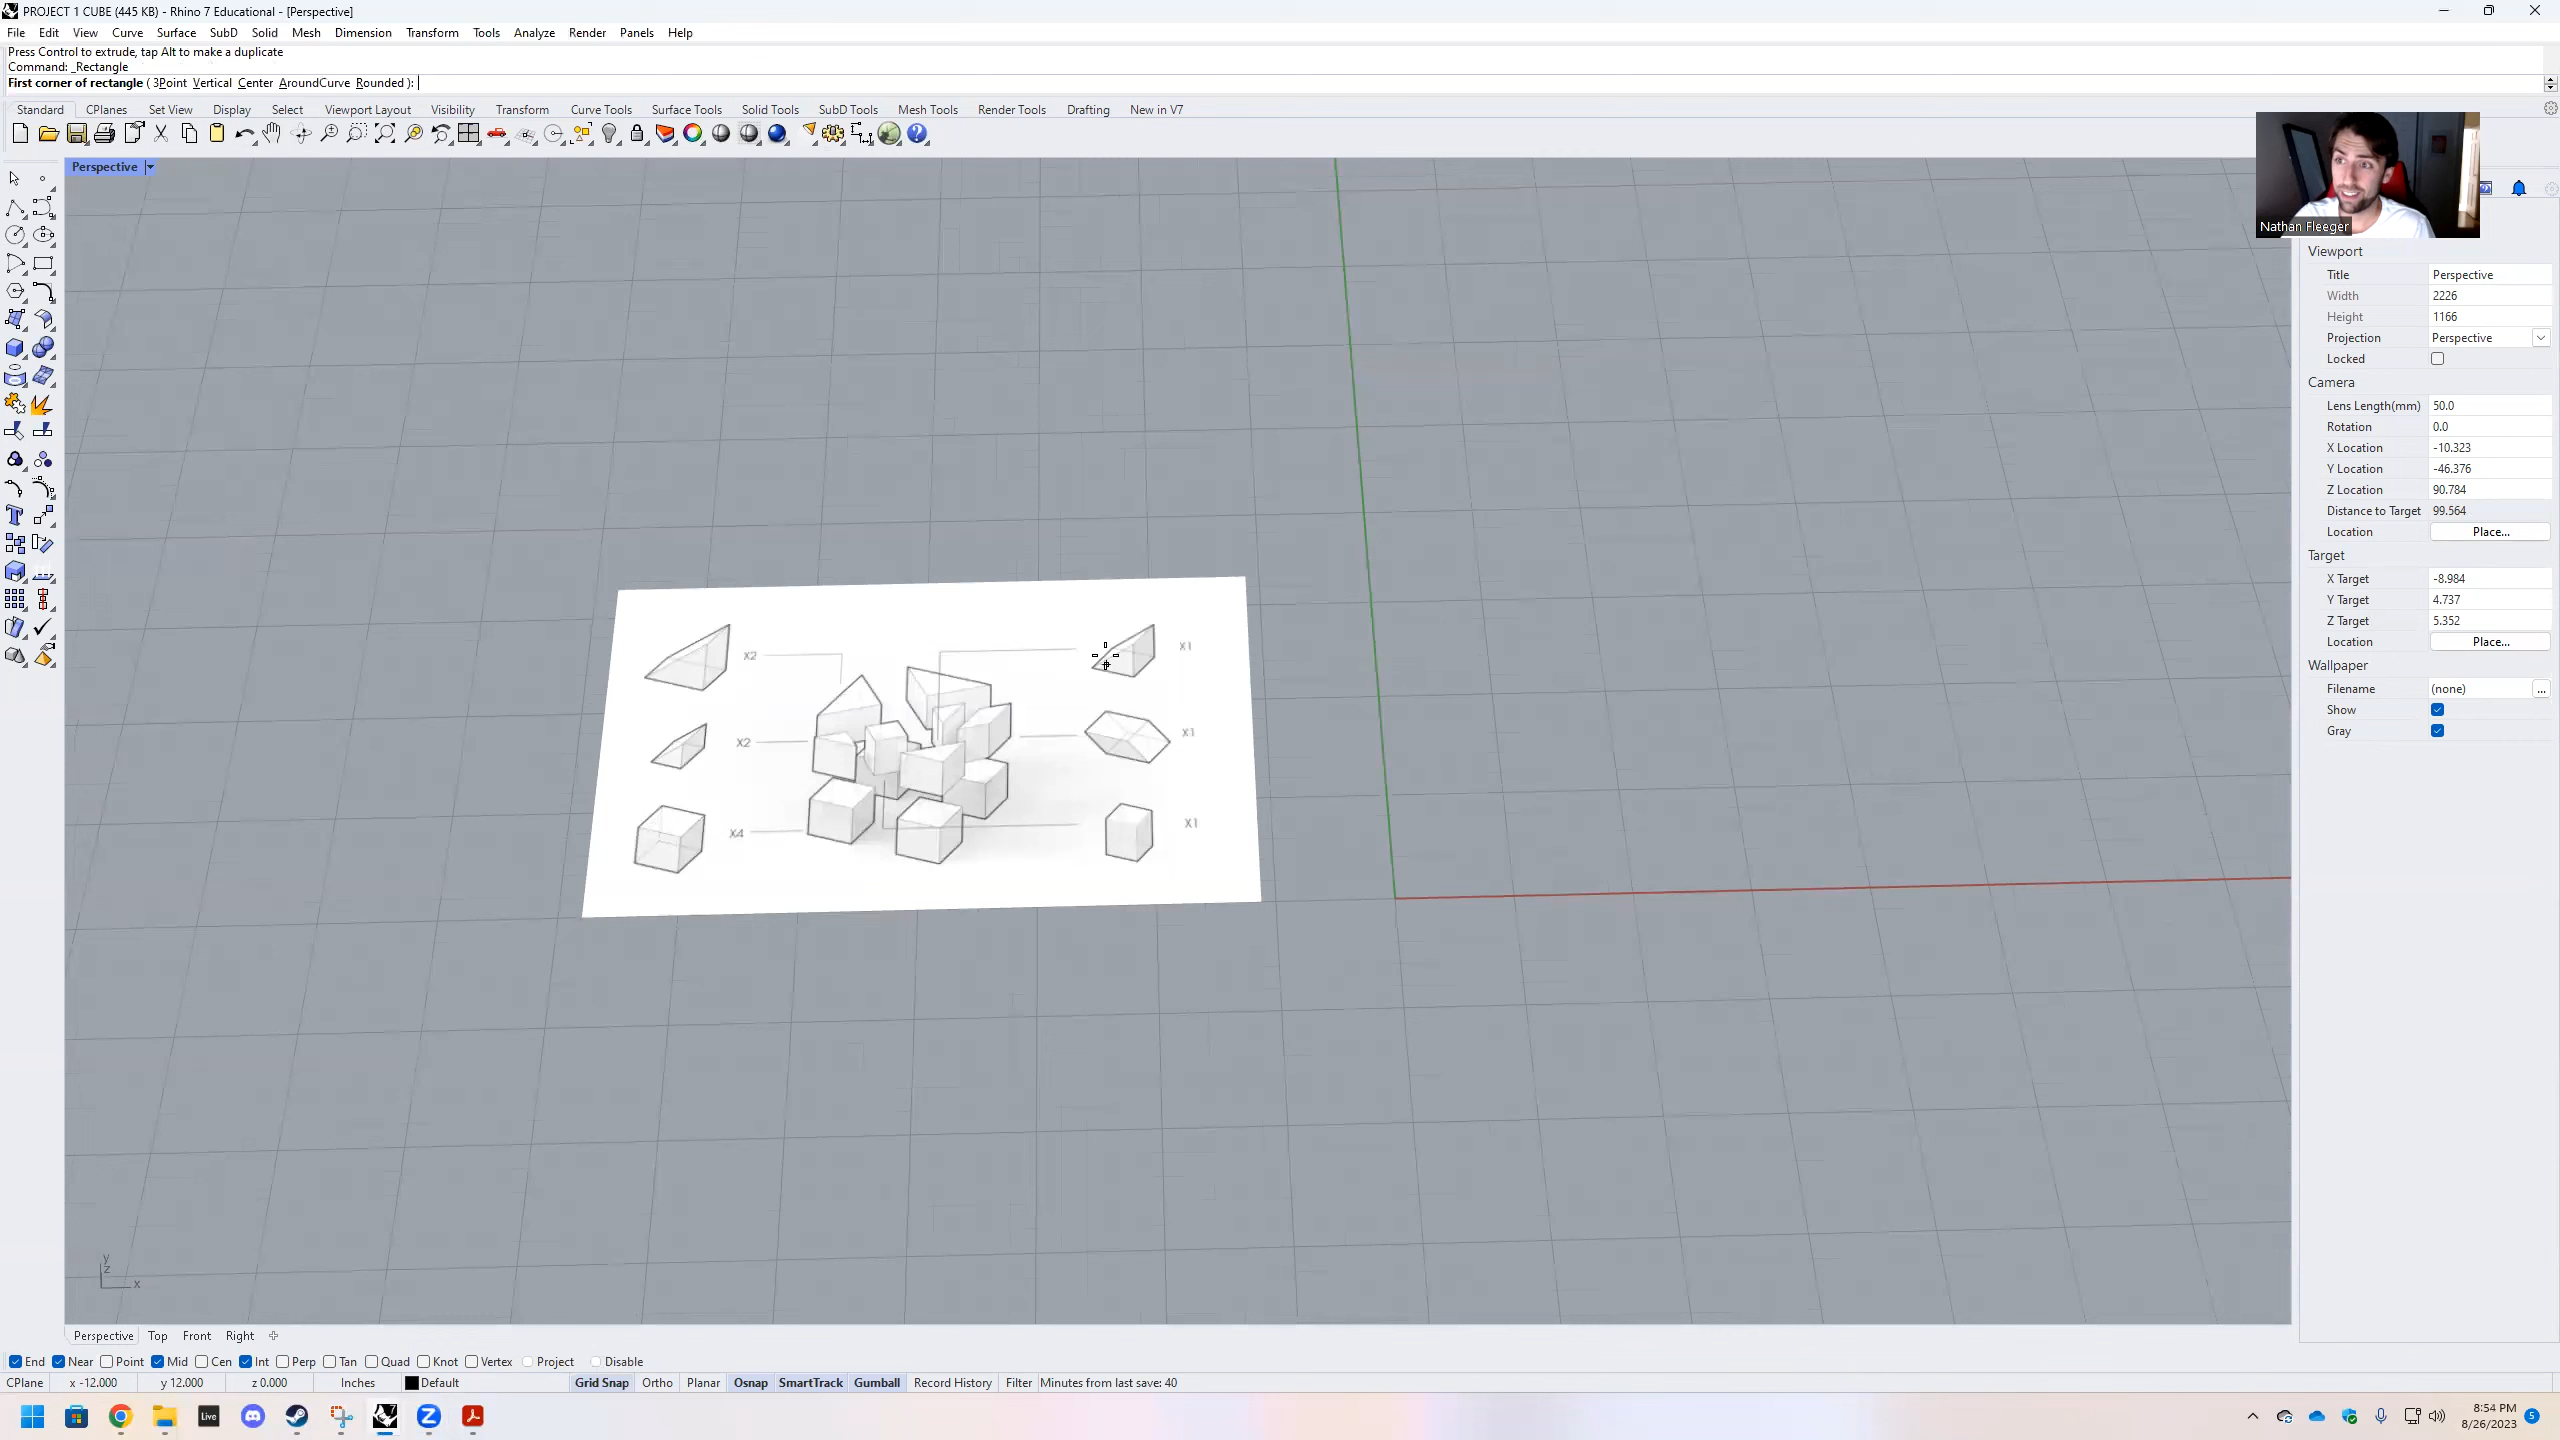 PROJECT 1 CUBE (445 KB) - Rhino 7 Educational - [Perspective]
File Edit View Curve Surface SubD Solid Mesh Dimension Transform Tools Analyze Render Panels Help
Press Control to extrude, tap Alt to make a duplicate
Command: _Rectangle
First corner of rectangle ( 3Point Vertical Center AroundCurve Rounded ):
Standard CPlanes Set View Display Select Viewport Layout Visibility Transform Curve Tools Surface Tools Solid Tools SubD Tools Mesh Tools Render Tools Drafting New in V7
Perspective
Nathan Fleeger
Viewport
Title Perspective
Width 2226
Height 1166
Projection Perspective
Locked
Camera
Lens Length(mm) 50.0
Rotation 0.0
X Location -10.323
Y Location -46.376
Z Location 90.784
Distance to Target 99.564
Location Place...
Target
X Target -8.984
Y Target 4.737
Z Target 5.352
Location Place...
Wallpaper
Filename (none) ...
Show
Gray
X2 X1
X2 X1
X4 X1
y
z
x
Perspective Top Front Right
End Near Point Mid Cen Int Perp Tan Quad Knot Vertex Project Disable
CPlane x -12.000 y 12.000 z 0.000 Inches Default Grid Snap Ortho Planar Osnap SmartTrack Gumball Record History Filter Minutes from last save: 40
Live
8:54 PM
8/26/2023
5